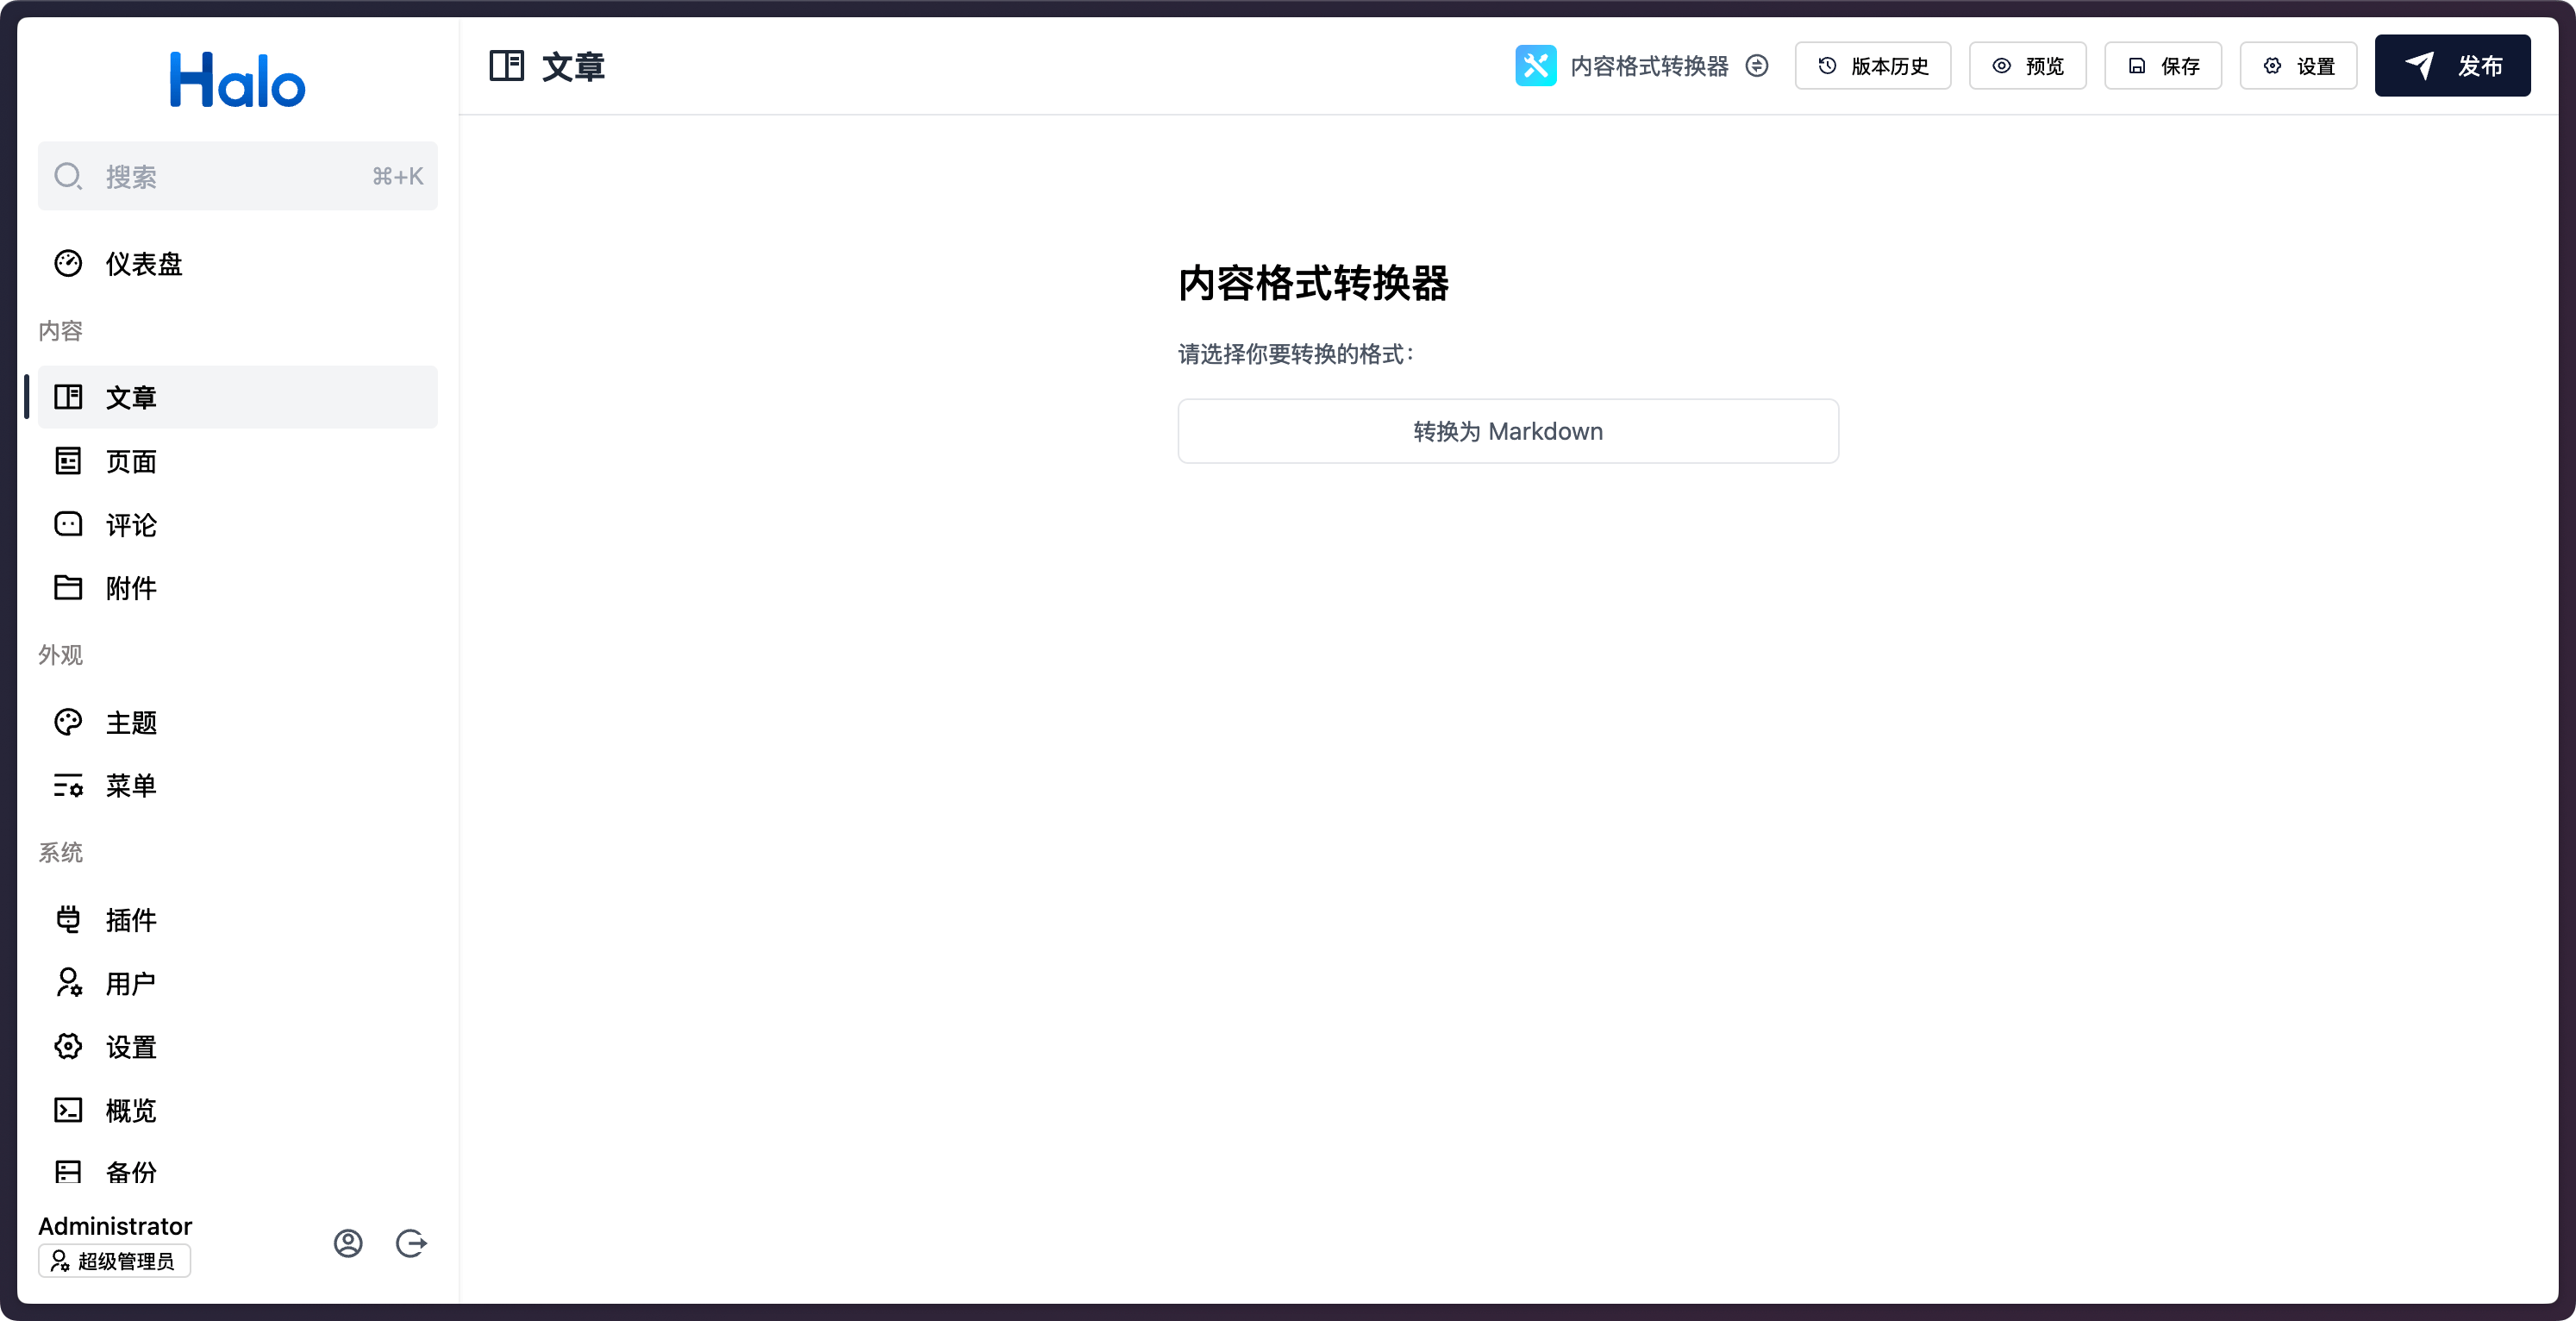 Halo
搜索 ⌘+K
仪表盘
内容
文章
页面
评论
附件
外观
主题
菜单
系统
插件
用户
设置
概览
备份
Administrator
超级管理员
文章
内容格式转换器 版本历史 预览 保存 设置 发布
内容格式转换器
请选择你要转换的格式：
转换为 Markdown